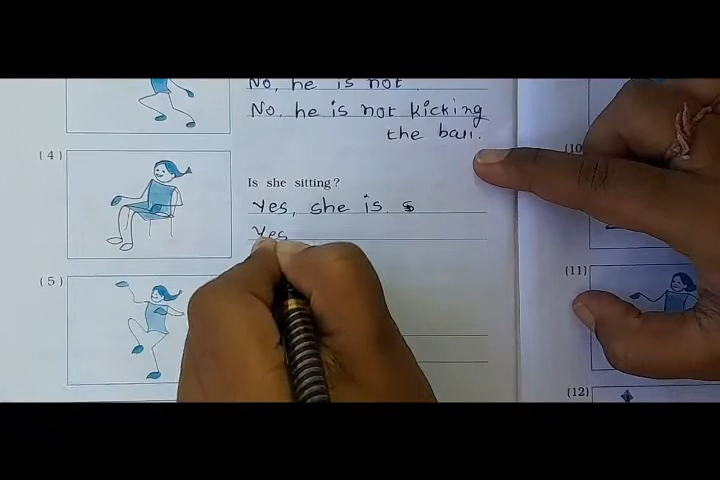 No, he is not.
No, he is not kicking
the ball.
(4)
Is she sitting?
Yes, she is.
Yes
(5)
(10)
(11)
(12)